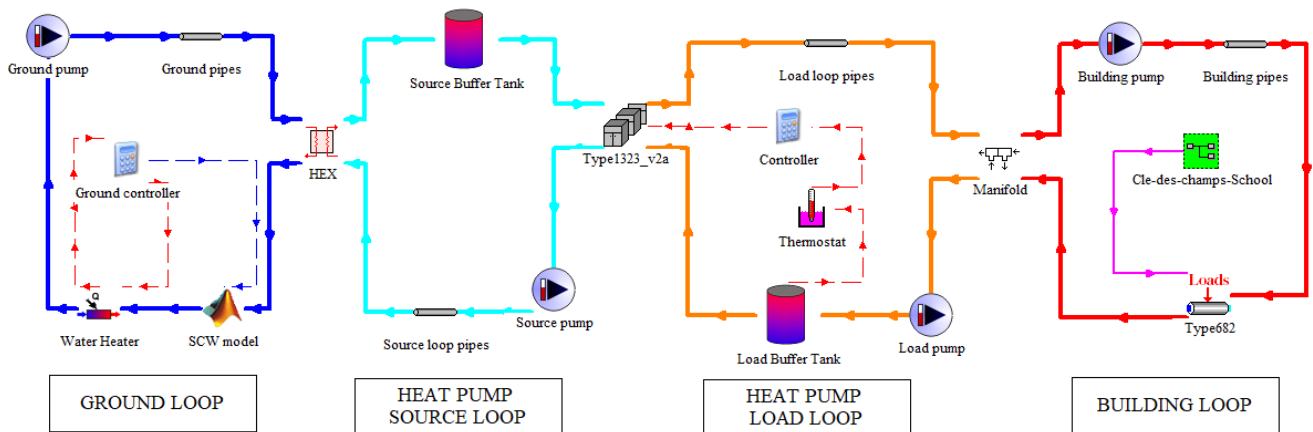 Ground pump
Ground pipes
Ground controller
Water Heater
Q
SCW model
HEX
Source Buffer Tank
Source loop pipes
Source pump
Type1323_v2a
Load loop pipes
Controller
Thermostat
Load Buffer Tank
Load pump
Manifold
Building pump
Building pipes
Cle-des-champs-School
Loads
Type682
GROUND LOOP
HEAT PUMP
SOURCE LOOP
HEAT PUMP
LOAD LOOP
BUILDING LOOP